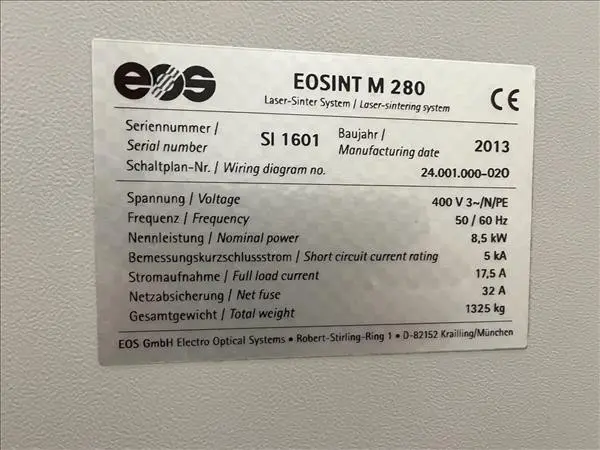 eos
EOSINT M 280
Laser-Sinter System / Laser-sintering system
CE
Seriennummer /
Serial number
SI 1601
Baujahr /
Manufacturing date
2013
Schaltplan-Nr. / Wiring diagram no. 24.001.000-020
Spannung / Voltage 400 V 3~/N/PE
Frequenz / Frequency 50 / 60 Hz
Nennleistung / Nominal power 8,5 kW
Bemessungskurzschlussstrom / Short circuit current rating 5 kA
Stromaufnahme / Full load current 17,5 A
Netzabsicherung / Net fuse 32 A
Gesamtgewicht / Total weight 1325 kg
EOS GmbH Electro Optical Systems • Robert-Stirling-Ring 1 • D-82152 Krailling/München